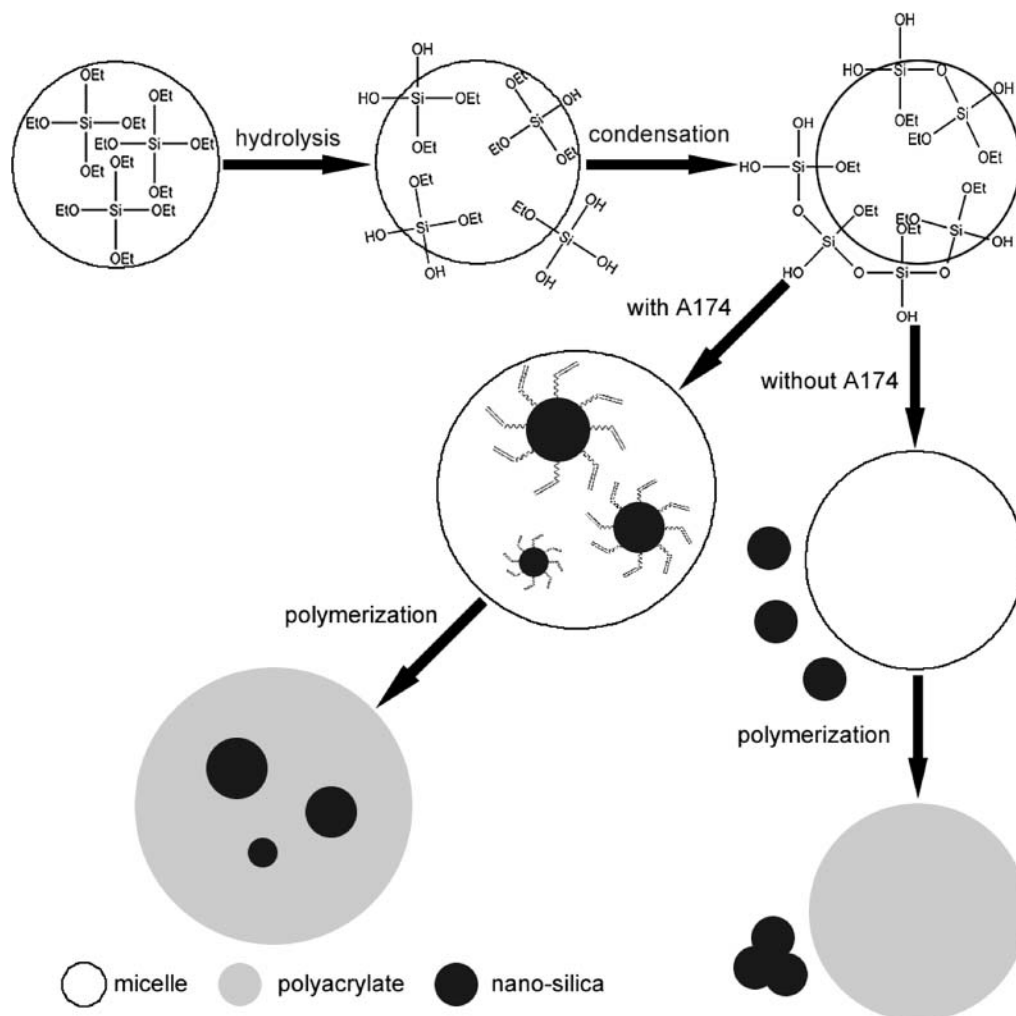 OEt
OEt
EtO Si OEt
OEt
EtO Si OEt
OEt
OEt
OEt
EtO Si OEt
OEt
hydrolysis
OH
HO Si OEt
OEt
OEt
Si OH
EtO
OEt
OEt
Si OEt
HO
OH
OH
EtO
Si
OH
OH
condensation
OH
HO Si O
OEt
OH
Si
EtO
OEt
OH
HO Si OEt
O
OEt
Si
HO
O
OEt
Si
O
OH
OEt
EtO
Si
OH
with A174
without A174
polymerization
polymerization
micelle
polyacrylate
nano-silica